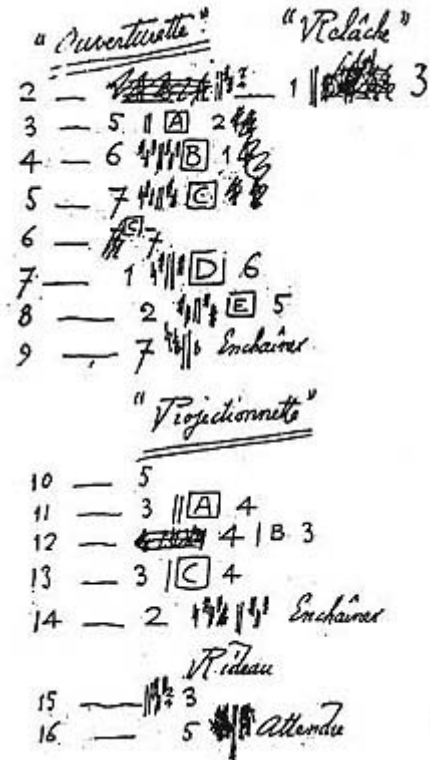 "Ouverturette" "Relâche"
2 — — 1 || 3
3 — 5 || A 2
4 — 6 B 1
5 — 7 C
6 — C 7
7 — 1 D 6
8 — 2 E 5
9 — 7 Enchaîner
"Projectionnette"
10 — 5
11 — 3 || A 4
12 — 4 | B 3
13 — 3 | C 4
14 — 2 Enchaîner
Rideau
15 — 3
16 — 5 Attendre